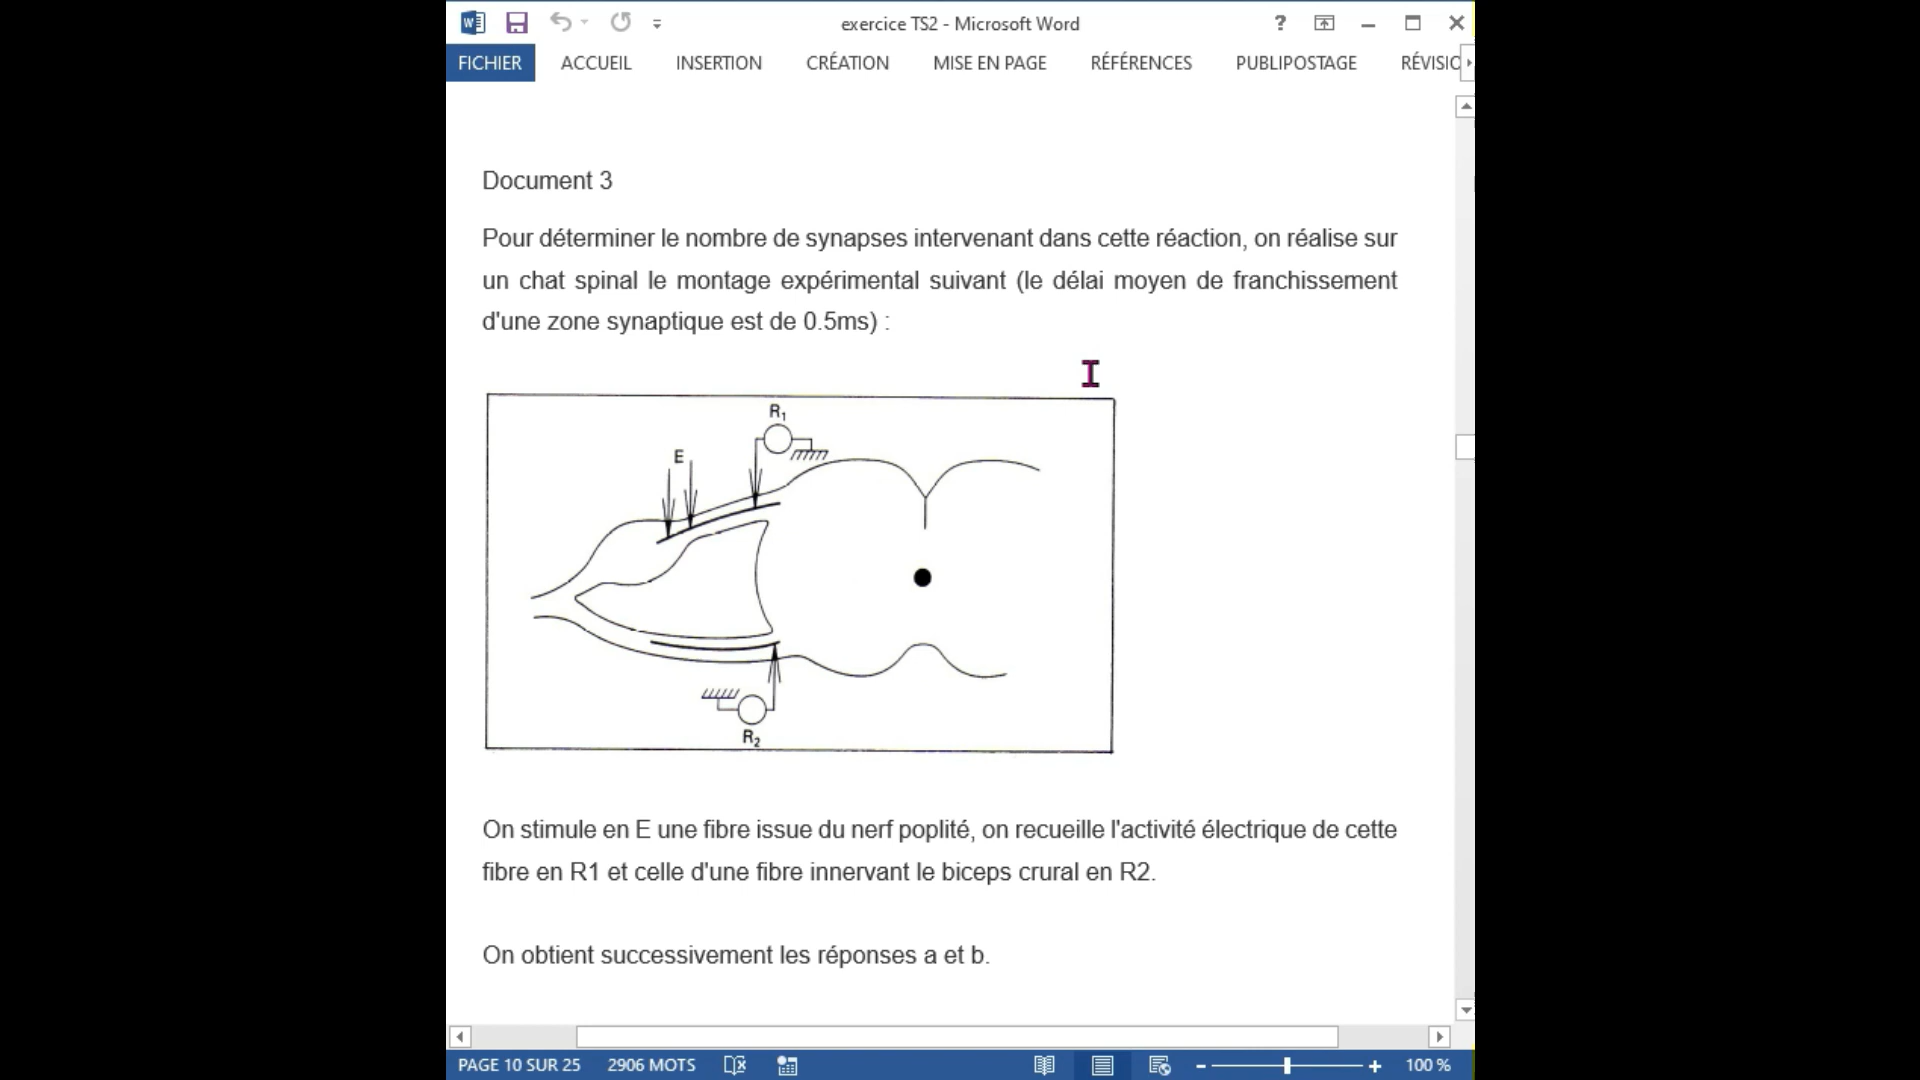 exercice TS2 - Microsoft Word
?
FICHIER ACCUEIL INSERTION CRÉATION MISE EN PAGE RÉFÉRENCES PUBLIPOSTAGE RÉVISIO
Document 3
Pour déterminer le nombre de synapses intervenant dans cette réaction, on réalise sur
un chat spinal le montage expérimental suivant (le délai moyen de franchissement
d'une zone synaptique est de 0.5ms) :
R₁
E
R₂
On stimule en E une fibre issue du nerf poplité, on recueille l'activité électrique de cette
fibre en R1 et celle d'une fibre innervant le biceps crural en R2.
On obtient successivement les réponses a et b.
PAGE 10 SUR 25 2906 MOTS 100 %